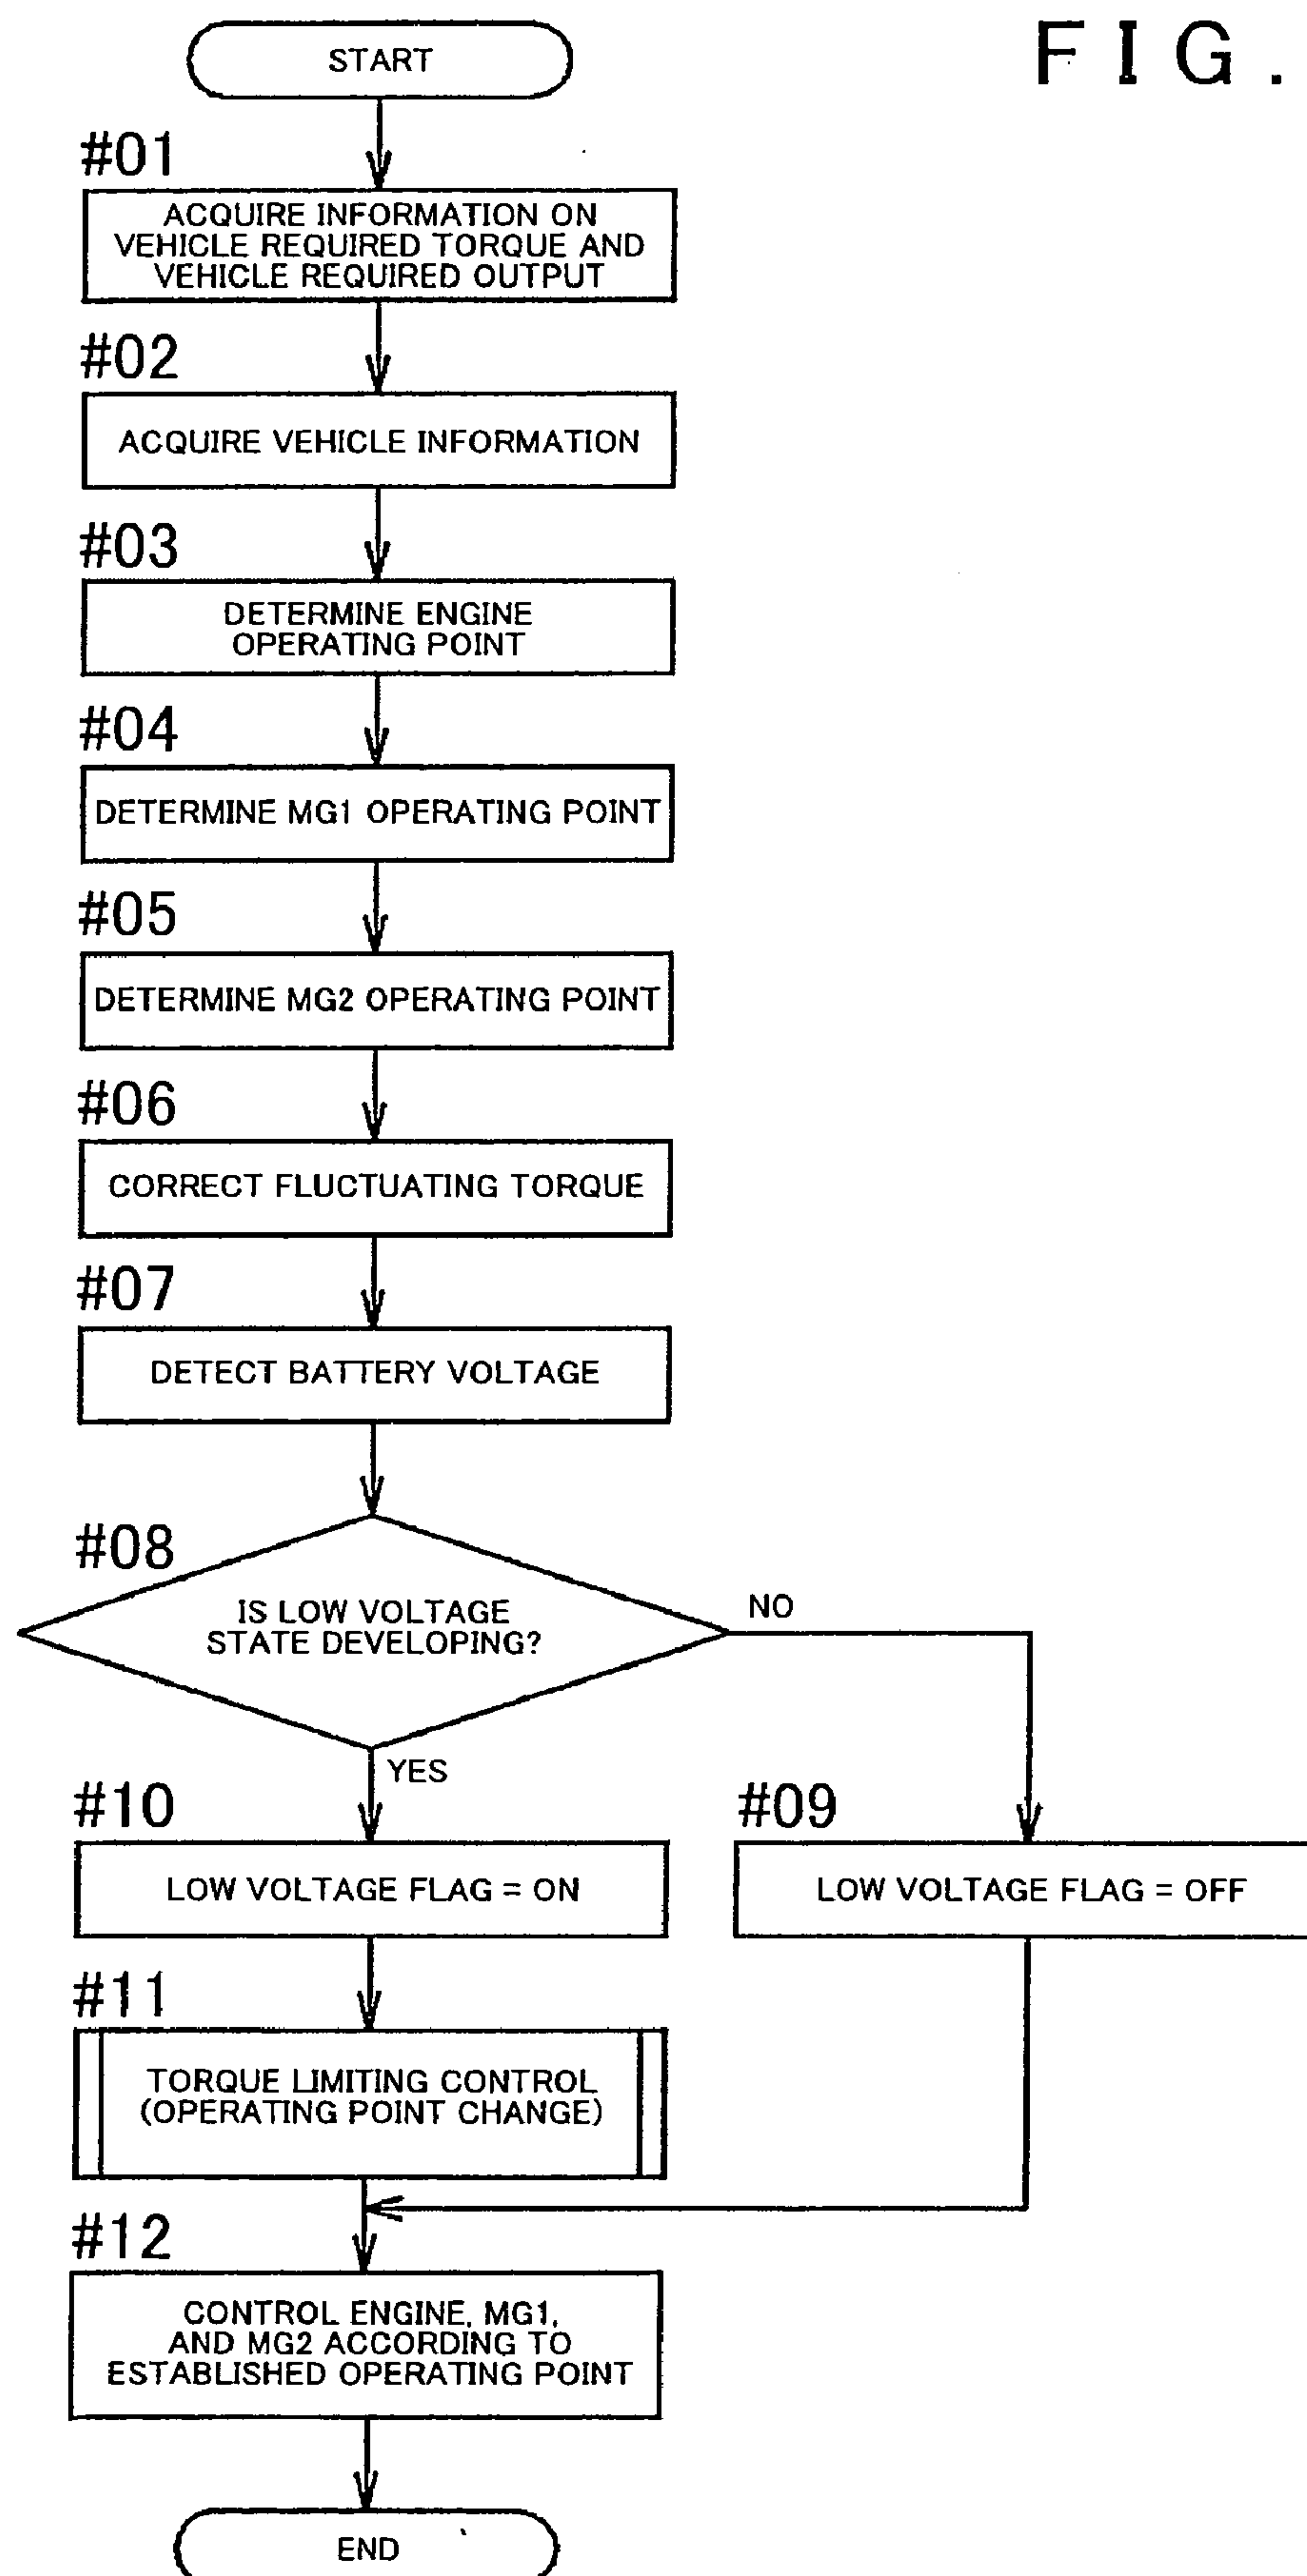 FIG.
START
#01
ACQUIRE INFORMATION ON
VEHICLE REQUIRED TORQUE AND
VEHICLE REQUIRED OUTPUT
#02
ACQUIRE VEHICLE INFORMATION
#03
DETERMINE ENGINE
OPERATING POINT
#04
DETERMINE MG1 OPERATING POINT
#05
DETERMINE MG2 OPERATING POINT
#06
CORRECT FLUCTUATING TORQUE
#07
DETECT BATTERY VOLTAGE
#08
IS LOW VOLTAGE
STATE DEVELOPING?
NO
YES
#10
LOW VOLTAGE FLAG = ON
#09
LOW VOLTAGE FLAG = OFF
#11
TORQUE LIMITING CONTROL
(OPERATING POINT CHANGE)
#12
CONTROL ENGINE, MG1,
AND MG2 ACCORDING TO
ESTABLISHED OPERATING POINT
END